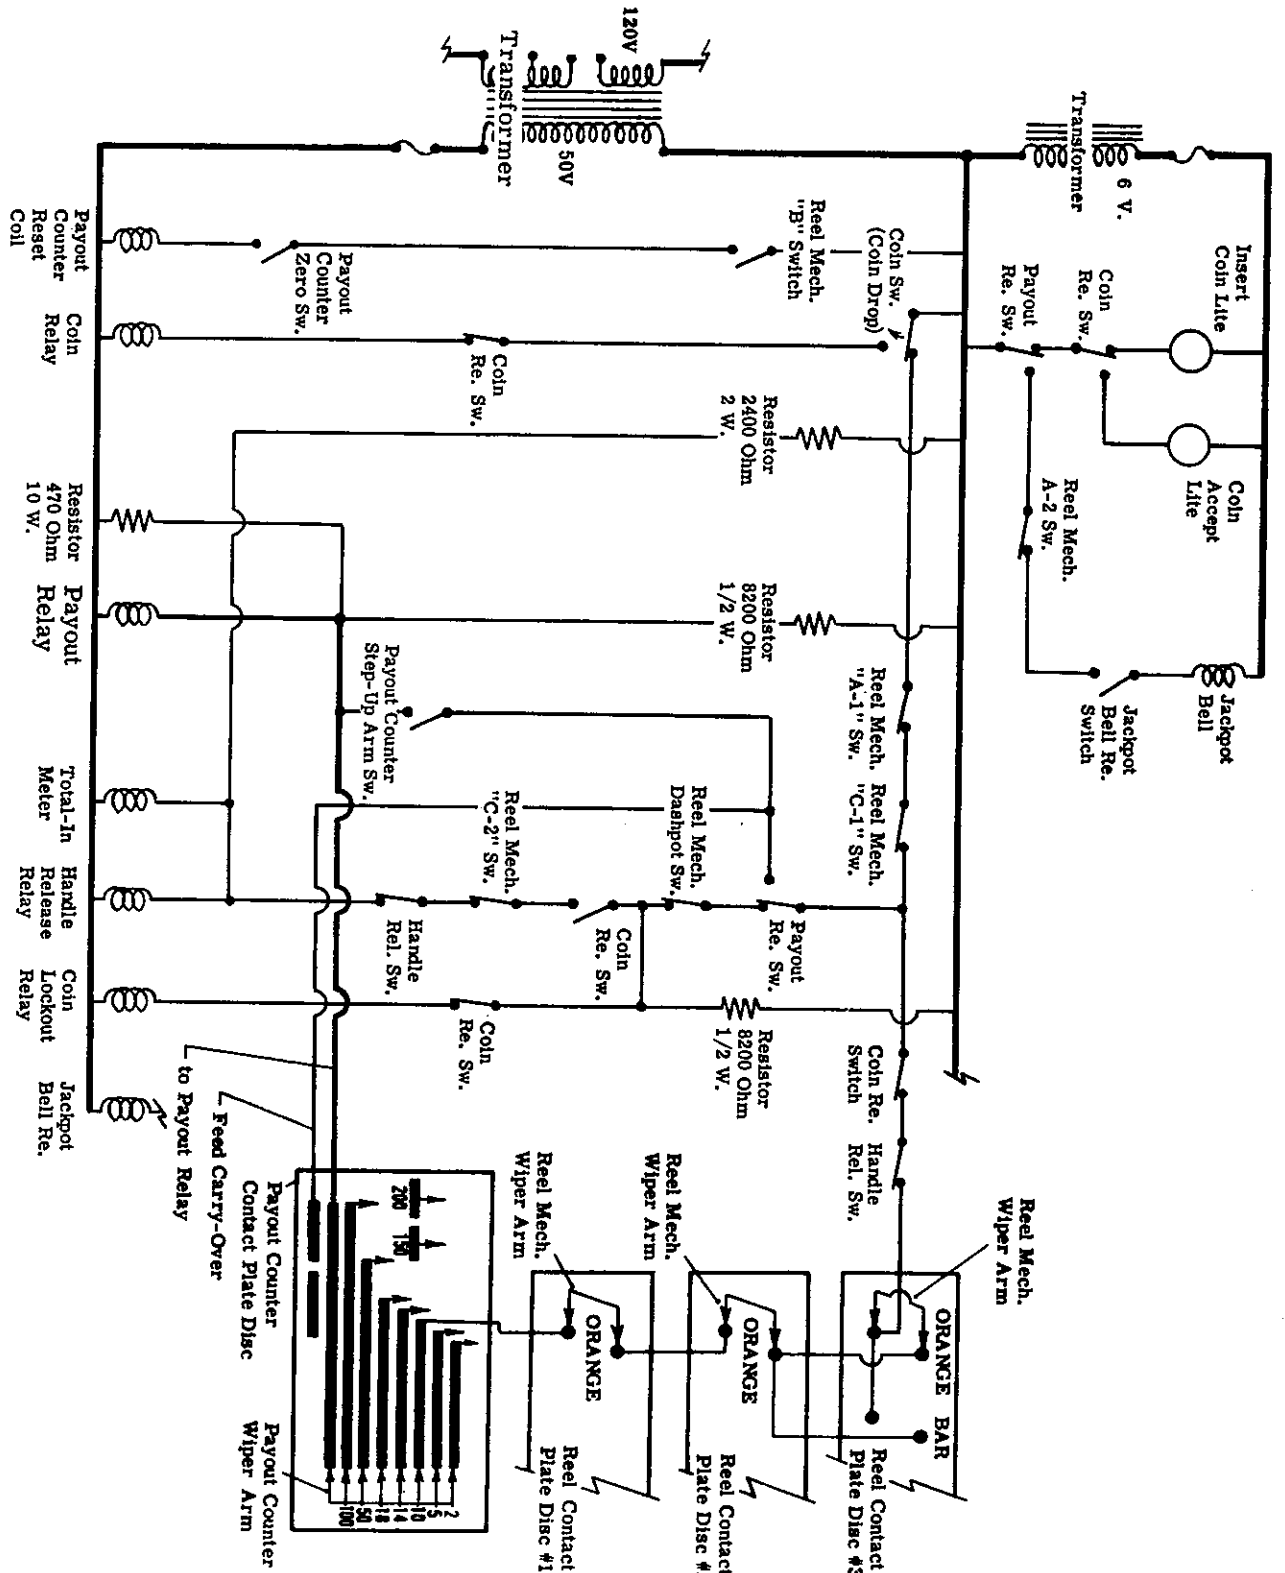 120V
Transformer
50V
Transformer
6 V.
Insert
Coin Lite
Coin
Re. Sw.
Payout
Re. Sw.
Coin
Accept
Lite
Reel Mech.
A-2 Sw.
Jackpot
Bell
Jackpot
Bell Re.
Switch
Coin Sw.
(Coin Drop)
Reel Mech.
"B" Switch
Payout
Counter
Zero Sw.
Payout
Counter
Reset
Coil
Coin
Relay
Coin
Re. Sw.
Resistor
2400 Ohm
2 W.
Resistor
470 Ohm
10 W.
Payout
Relay
Resistor
8200 Ohm
1/2 W.
Payout Counter
Step-Up Arm Sw.
Reel Mech.
"A-1" Sw.
Reel Mech.
"C-1" Sw.
Reel Mech.
Dashpot Sw.
Reel Mech.
"C-2" Sw.
Total-In
Meter
Handle
Release
Relay
Handle
Rel. Sw.
Coin
Re. Sw.
Payout
Re. Sw.
Coin
Lockout
Relay
Coin
Re. Sw.
Resistor
8200 Ohm
1/2 W.
Coin Re.
Switch
Handle
Rel. Sw.
Jackpot
Bell Re.
to Payout Relay
Feed Carry-Over
Payout Counter
Contact Plate Disc
Payout Counter
Wiper Arm
200
150
100
50
18
14
10
5
2
Reel Mech.
Wiper Arm
Reel Mech.
Wiper Arm
Reel Mech.
Wiper Arm
ORANGE
ORANGE
ORANGE
BAR
Reel Contact
Plate Disc #1
Reel Contact
Plate Disc #
Reel Contact
Plate Disc #3